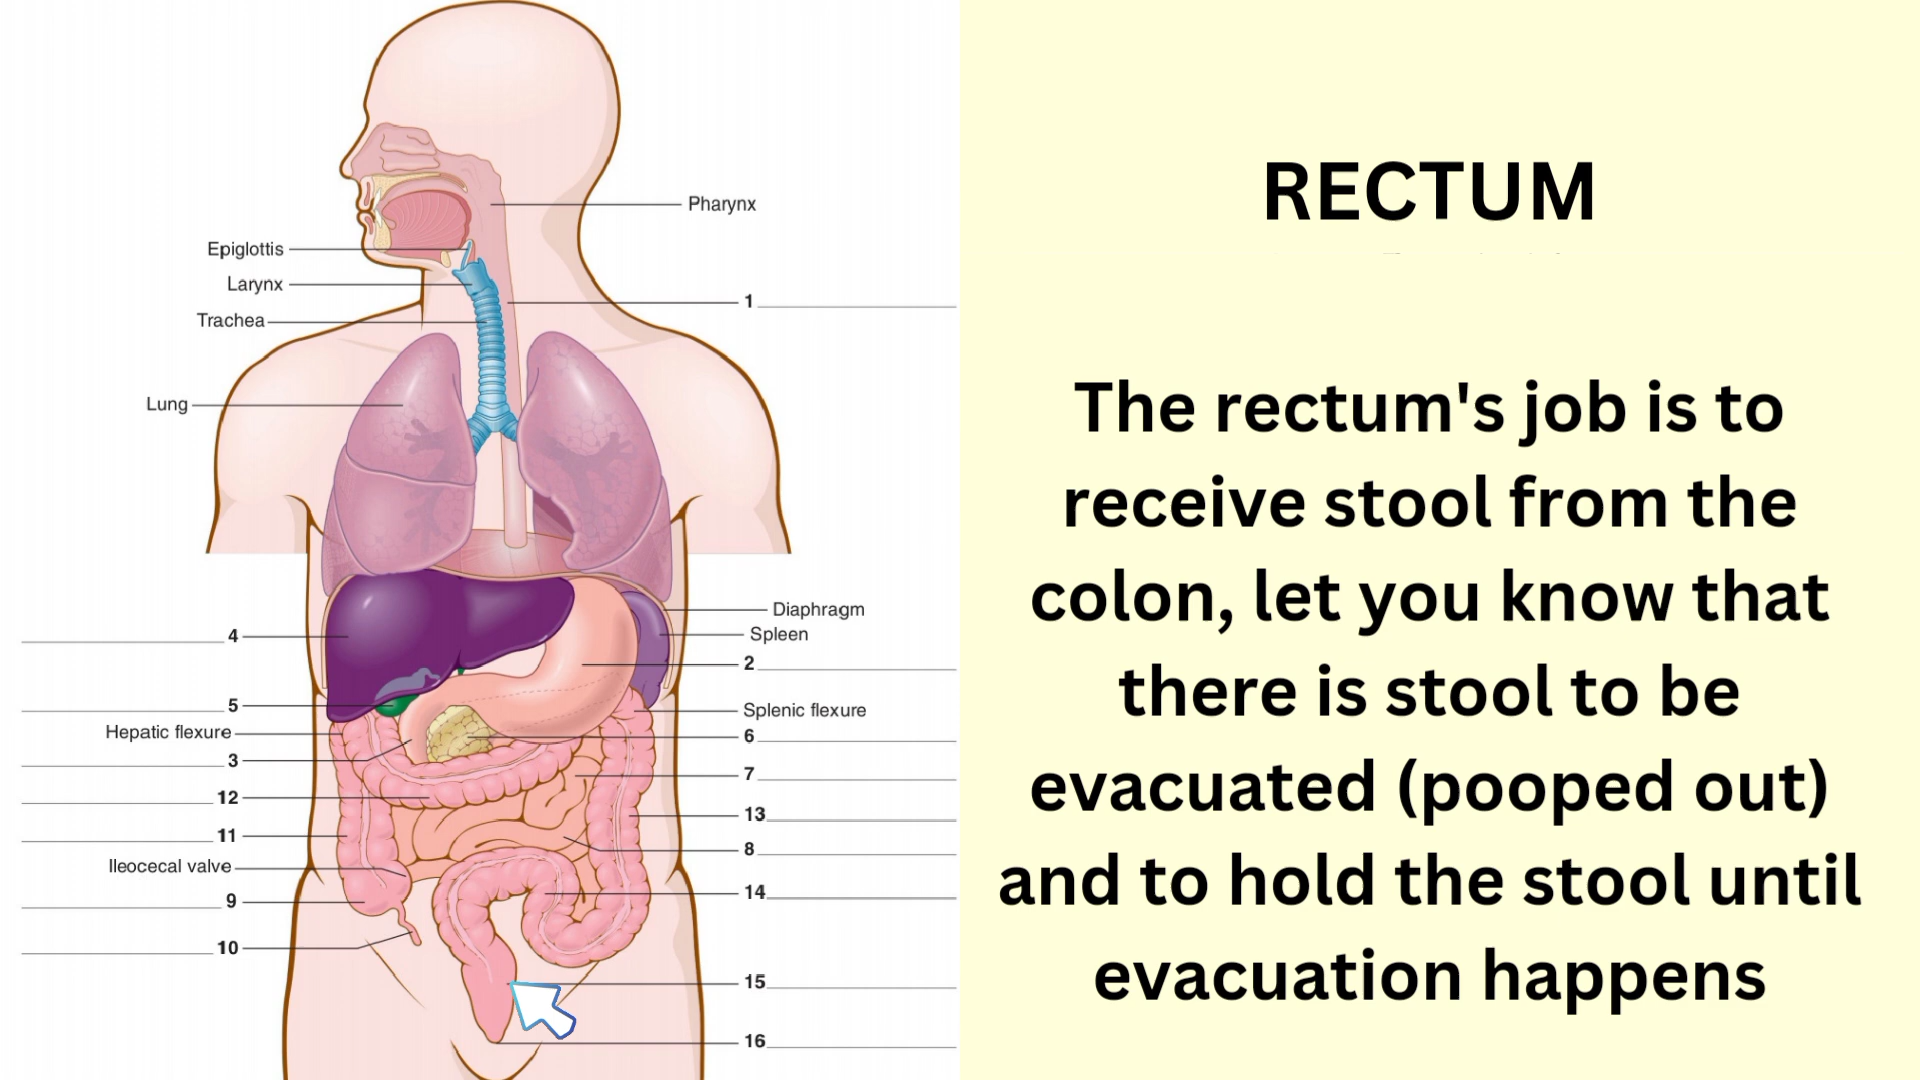 Pharynx
Epiglottis
Larynx
1
Trachea
Lung
Diaphragm
4
Spleen
2
5
Splenic flexure
Hepatic flexure
6
3
7
12
13
11
8
Ileocecal valve
14
9
10
15
16
RECTUM
The rectum's job is to
receive stool from the
colon, let you know that
there is stool to be
evacuated (pooped out)
and to hold the stool until
evacuation happens